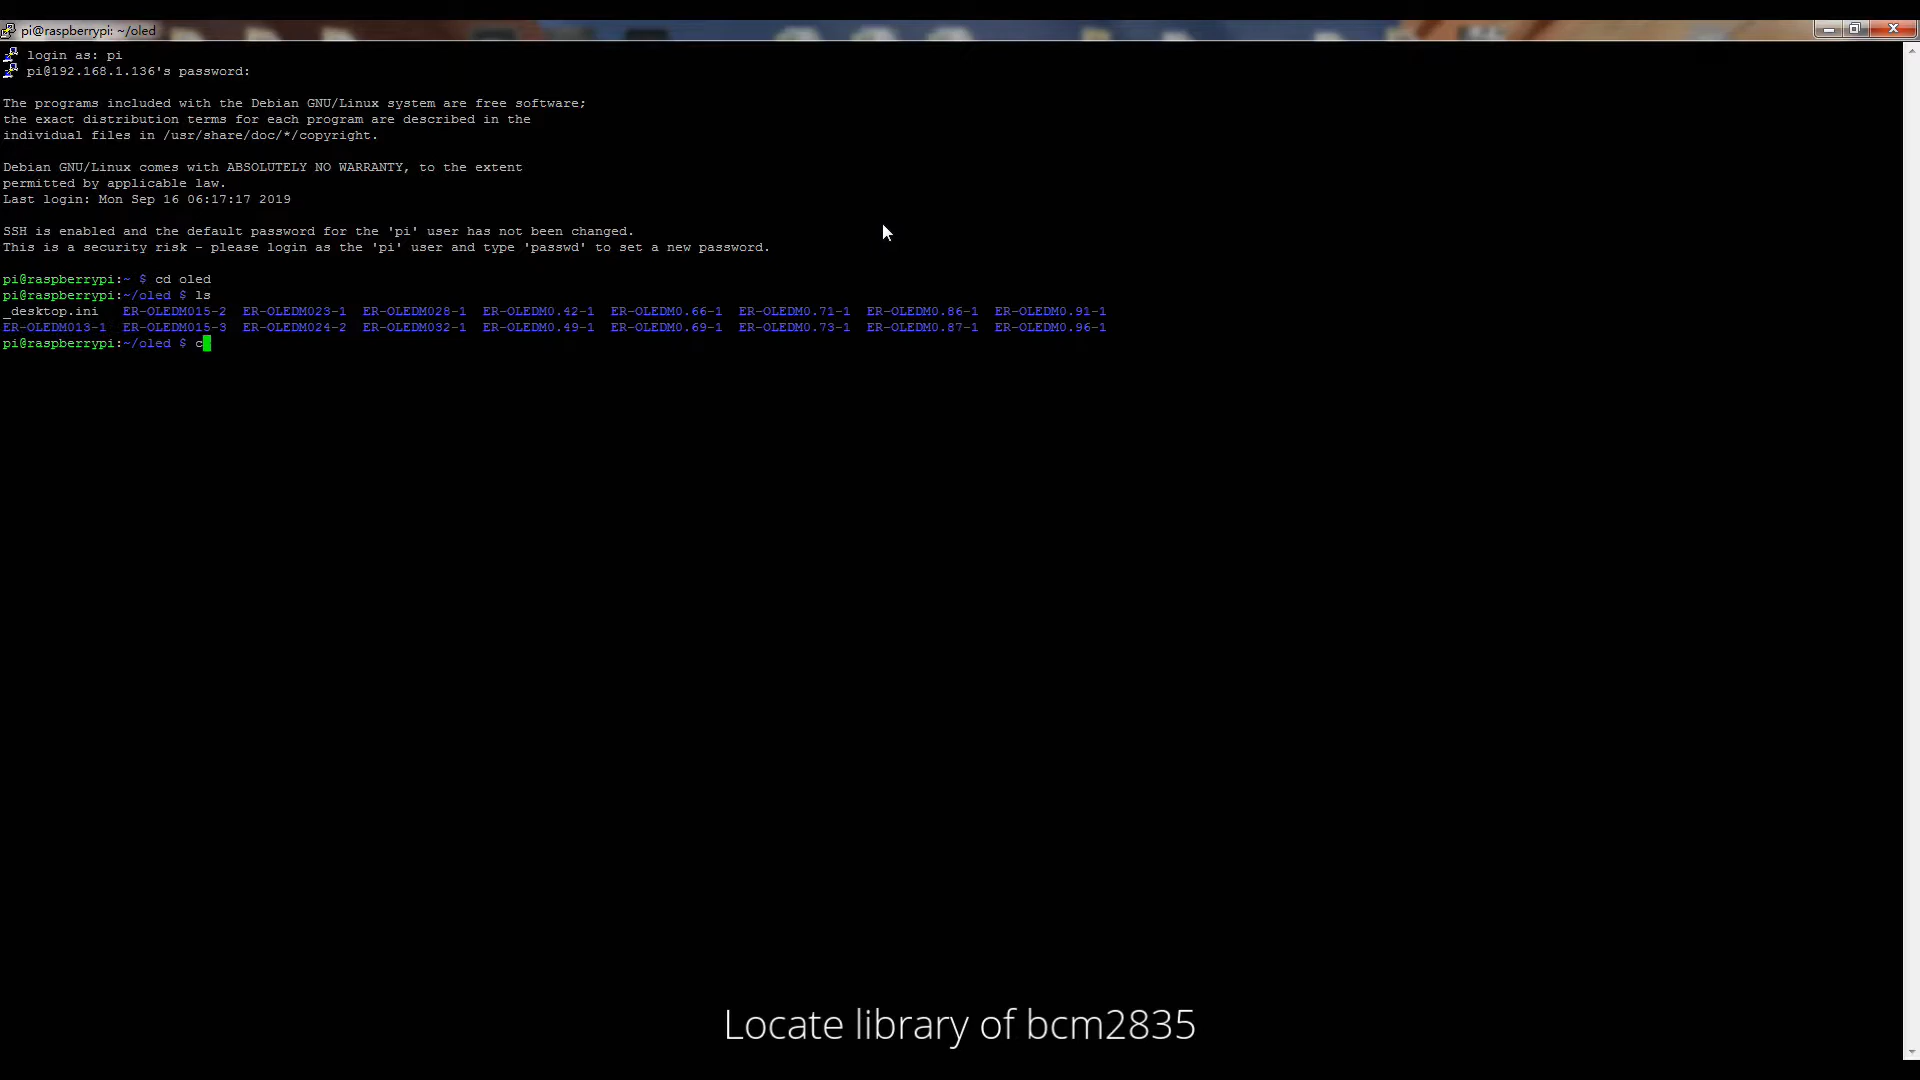 pi@raspberrypi: ~/oled
login as: pi
pi@192.168.1.136's password:
The programs included with the Debian GNU/Linux system are free software;
the exact distribution terms for each program are described in the
individual files in /usr/share/doc/*/copyright.
Debian GNU/Linux comes with ABSOLUTELY NO WARRANTY, to the extent
permitted by applicable law.
Last login: Mon Sep 16 06:17:17 2019
SSH is enabled and the default password for the 'pi' user has not been changed.
This is a security risk - please login as the 'pi' user and type 'passwd' to set a new password.
pi@raspberrypi:~ $ cd oled
pi@raspberrypi:~/oled $ ls
_desktop.ini ER-OLEDM015-2 ER-OLEDM023-1 ER-OLEDM028-1 ER-OLEDM0.42-1 ER-OLEDM0.66-1 ER-OLEDM0.71-1 ER-OLEDM0.86-1 ER-OLEDM0.91-1
ER-OLEDM013-1 ER-OLEDM015-3 ER-OLEDM024-2 ER-OLEDM032-1 ER-OLEDM0.49-1 ER-OLEDM0.69-1 ER-OLEDM0.73-1 ER-OLEDM0.87-1 ER-OLEDM0.96-1
pi@raspberrypi:~/oled $ c
Locate library of bcm2835